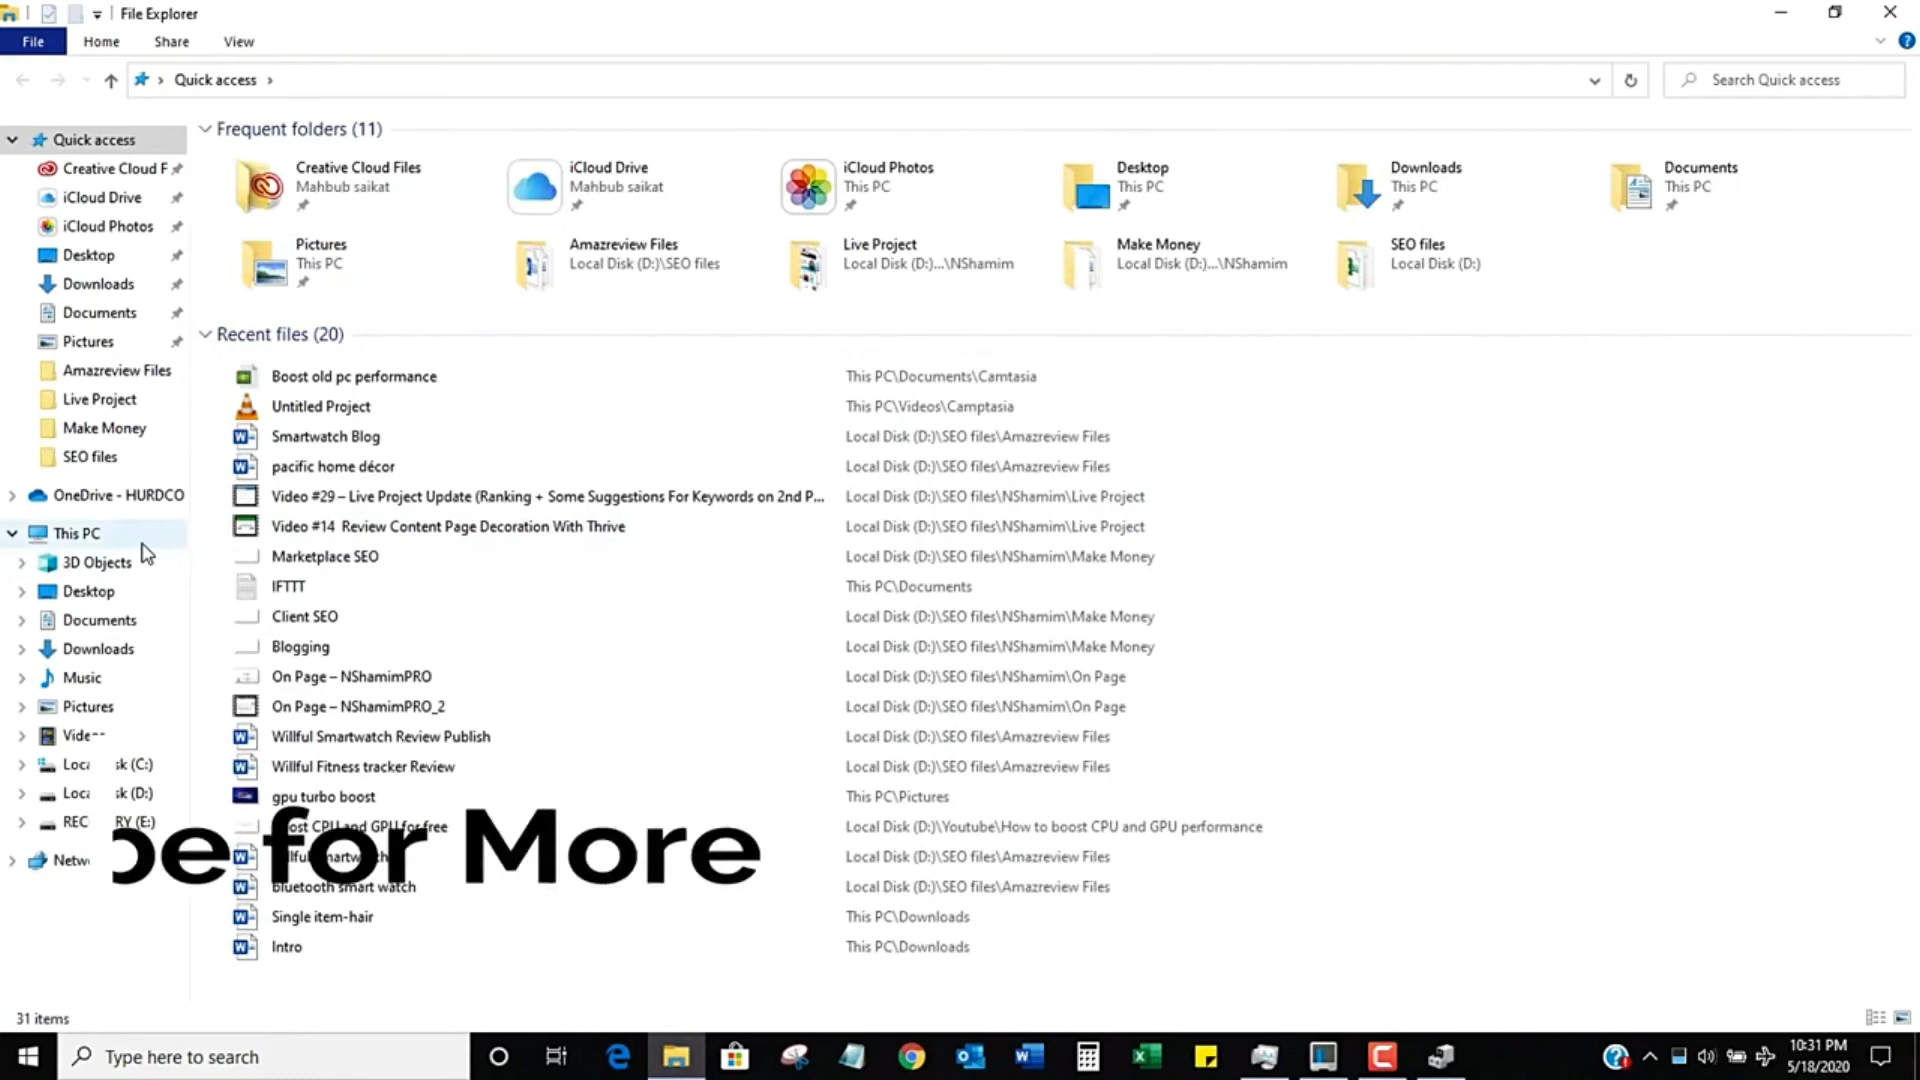 File Explorer
File Home Share View
Quick access
Search Quick access
Quick access
Creative Cloud F
iCloud Drive
iCloud Photos
Desktop
Downloads
Documents
Pictures
Amazreview Files
Live Project
Make Money
SEO files
OneDrive - HURDCO
This PC
3D Objects
Desktop
Documents
Downloads
Music
Pictures
(C:)
(D:)
(E:)
Frequent folders (11)
Creative Cloud Files
Mahbub saikat
iCloud Drive
Mahbub saikat
iCloud Photos
This PC
Desktop
This PC
Downloads
This PC
Documents
This PC
Pictures
This PC
Amazreview Files
Local Disk (D:)\SEO files
Live Project
Local Disk (D:)...\NShamim
Make Money
Local Disk (D:)...\NShamim
SEO files
Local Disk (D:)
Recent files (20)
Boost old pc performance This PC\Documents\Camtasia
Untitled Project This PC\Videos\Camptasia
Smartwatch Blog Local Disk (D:)\SEO files\Amazreview Files
pacific home décor Local Disk (D:)\SEO files\Amazreview Files
Video #29 – Live Project Update (Ranking + Some Suggestions For Keywords on 2nd P... Local Disk (D:)\SEO files\NShamim\Live Project
Video #14 Review Content Page Decoration With Thrive Local Disk (D:)\SEO files\NShamim\Live Project
Marketplace SEO Local Disk (D:)\SEO files\NShamim\Make Money
IFTTT This PC\Documents
Client SEO Local Disk (D:)\SEO files\NShamim\Make Money
Blogging Local Disk (D:)\SEO files\NShamim\Make Money
On Page – NShamimPRO Local Disk (D:)\SEO files\NShamim\On Page
On Page – NShamimPRO_2 Local Disk (D:)\SEO files\NShamim\On Page
Willful Smartwatch Review Publish Local Disk (D:)\SEO files\Amazreview Files
Willful Fitness tracker Review Local Disk (D:)\SEO files\Amazreview Files
gpu turbo boost This PC\Pictures
CPU and GPU for free Local Disk (D:)\Youtube\How to boost CPU and GPU performance
for More
Local Disk (D:)\SEO files\Amazreview Files
bluetooth smart watch Local Disk (D:)\SEO files\Amazreview Files
Single item-hair This PC\Downloads
Intro This PC\Downloads
31 items
Type here to search
10:31 PM
5/18/2020